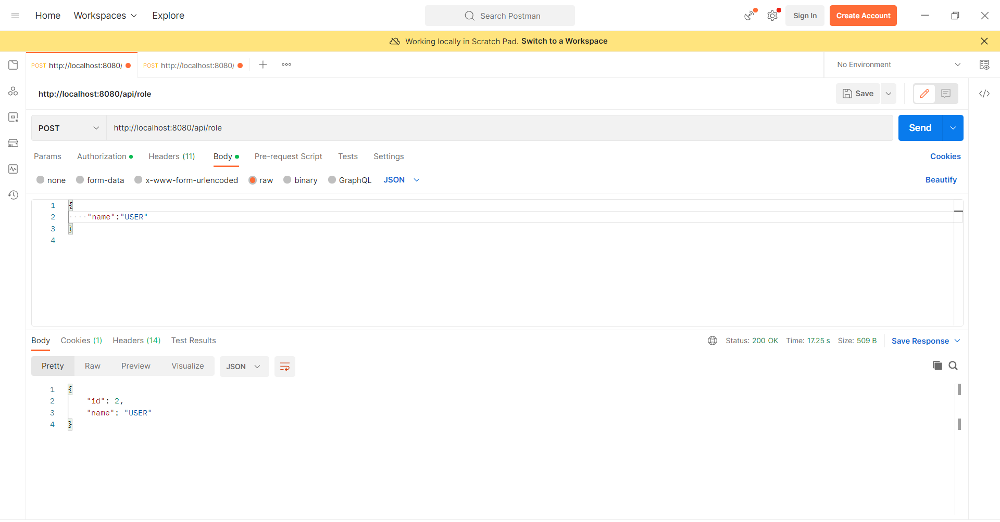 Home Workspaces Explore Search Postman Sign In Create Account
Working locally in Scratch Pad. Switch to a Workspace
POST http://localhost:8080/ POST http://localhost:8080/ No Environment
http://localhost:8080/api/role Save
POST http://localhost:8080/api/role Send
Params Authorization Headers (11) Body Pre-request Script Tests Settings Cookies
none form-data x-www-form-urlencoded raw binary GraphQL JSON Beautify
1 {
2 "name":"USER"
3 }
4
Body Cookies (1) Headers (14) Test Results Status: 200 OK Time: 17.25 s Size: 509 B Save Response
Pretty Raw Preview Visualize JSON
1 {
2 "id": 2,
3 "name": "USER"
4 }